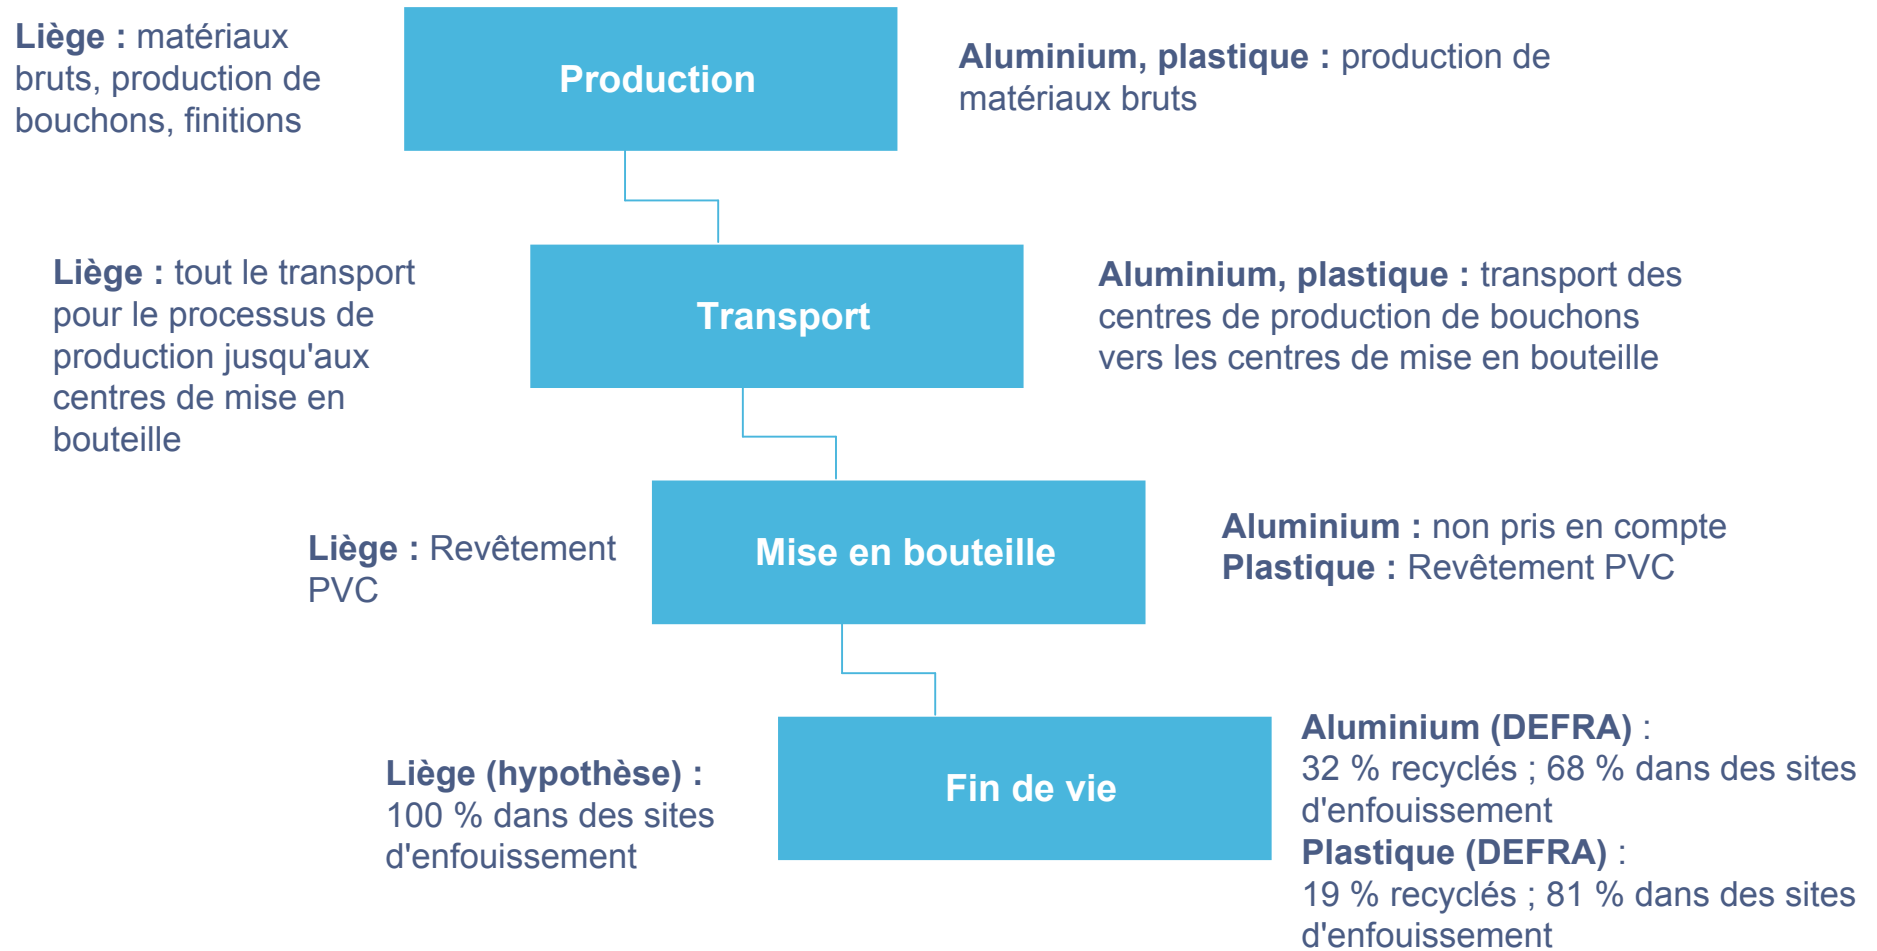 Liège : matériaux
bruts, production de
bouchons, finitions
Production
Aluminium, plastique : production de
matériaux bruts
Liège : tout le transport
pour le processus de
production jusqu'aux
centres de mise en
bouteille
Transport
Aluminium, plastique : transport des
centres de production de bouchons
vers les centres de mise en bouteille
Liège : Revêtement
PVC
Mise en bouteille
Aluminium : non pris en compte
Plastique : Revêtement PVC
Liège (hypothèse) :
100 % dans des sites
d'enfouissement
Fin de vie
Aluminium (DEFRA) :
32 % recyclés ; 68 % dans des sites
d'enfouissement
Plastique (DEFRA) :
19 % recyclés ; 81 % dans des sites
d'enfouissement